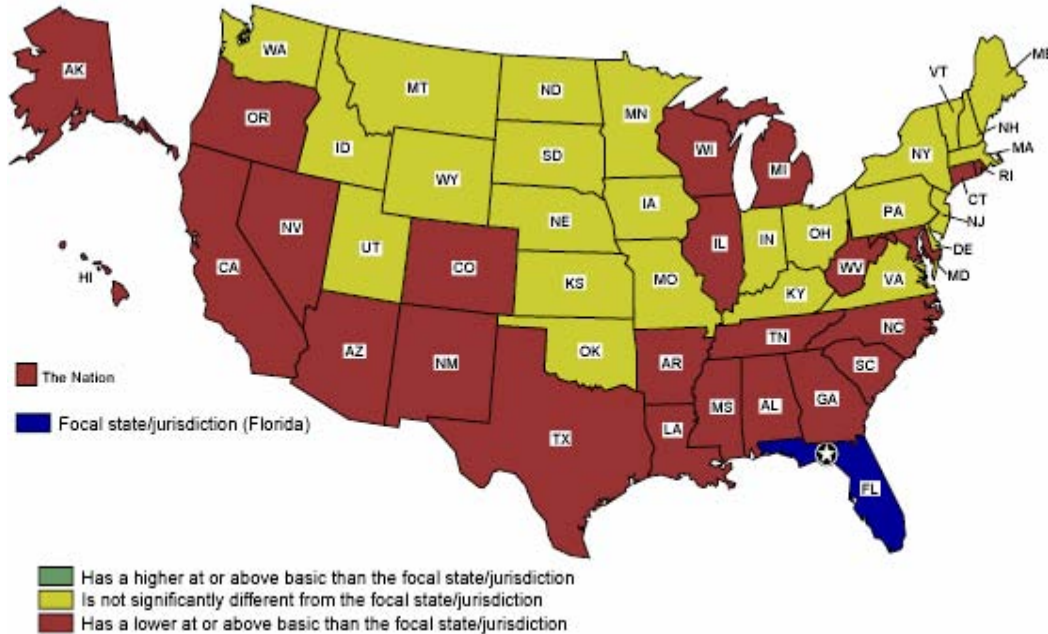 AK
WA
MT
ND
MN
VT
ME
OR
ID
SD
WI
MI
NY
NH
MA
RI
CT
WY
NE
IA
PA
NJ
NV
UT
CO
IL
IN
OH
DE
MD
CA
KS
MO
WV
VA
KY
HI
AZ
NM
OK
AR
TN
NC
SC
The Nation
TX
LA
MS
AL
GA
Focal state/jurisdiction (Florida)
FL
Has a higher at or above basic than the focal state/jurisdiction
Is not significantly different from the focal state/jurisdiction
Has a lower at or above basic than the focal state/jurisdiction